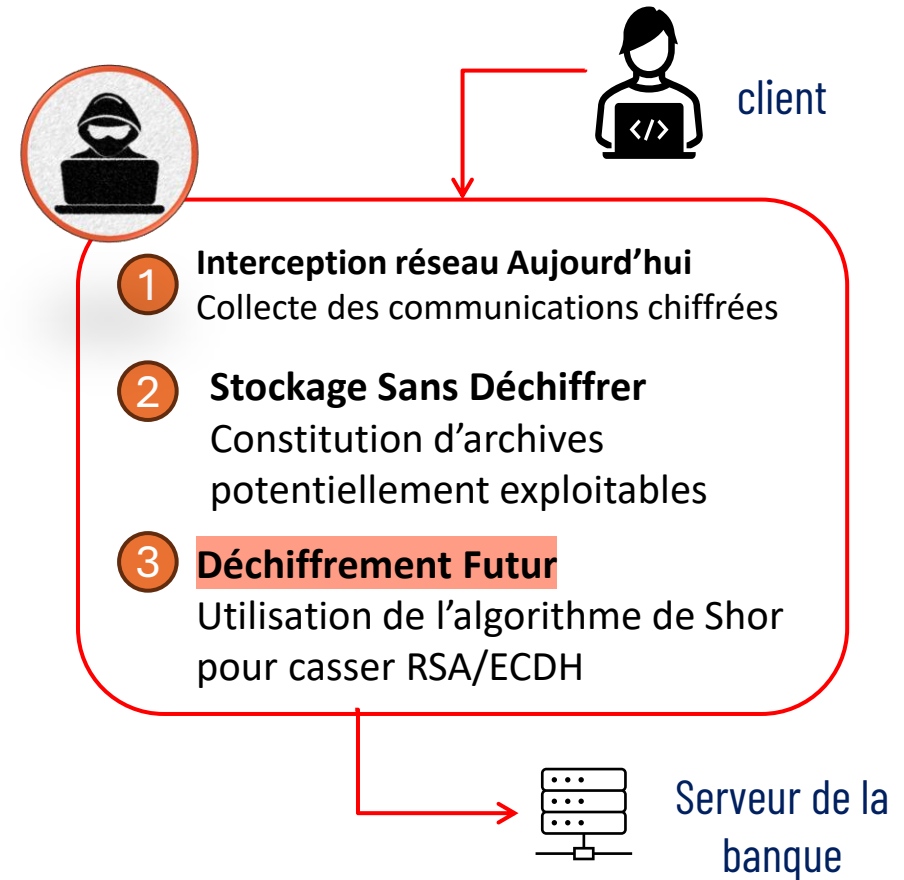 client
</>
1
Interception réseau Aujourd’hui
Collecte des communications chiffrées
2
Stockage Sans Déchiffrer
Constitution d’archives
potentiellement exploitables
3
Déchiffrement Futur
Utilisation de l’algorithme de Shor
pour casser RSA/ECDH
Serveur de la
banque